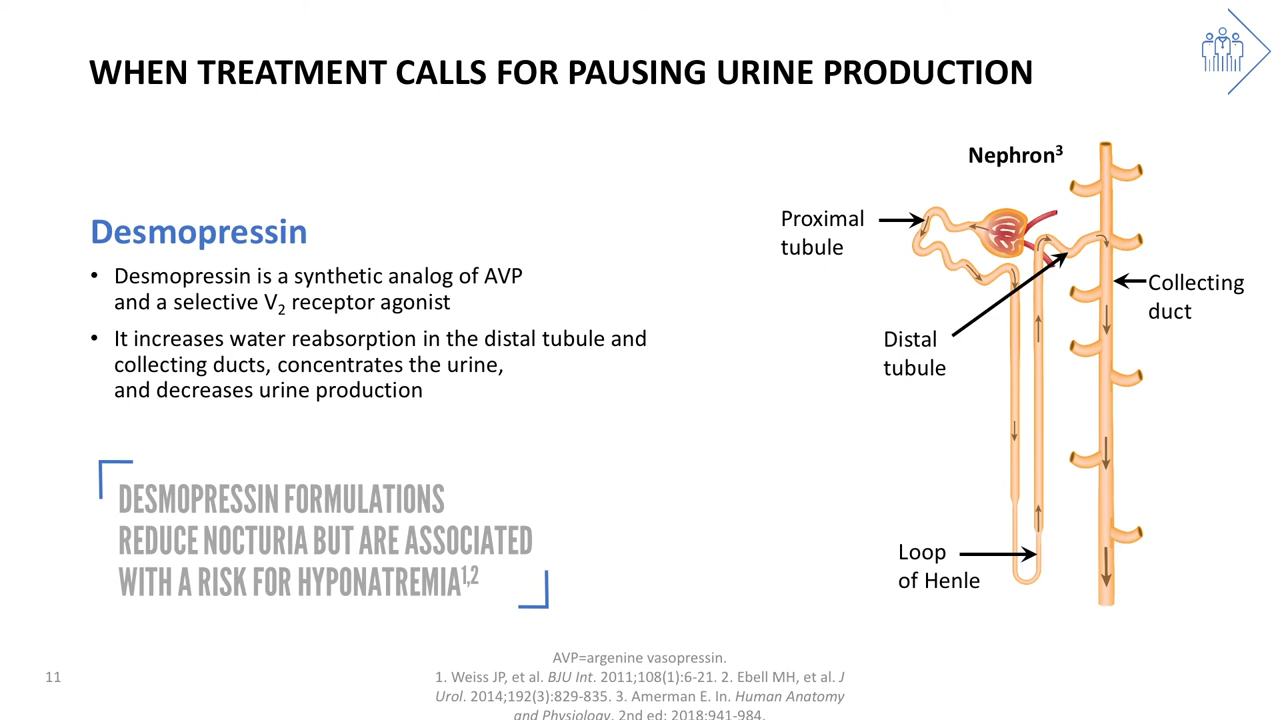 WHEN TREATMENT CALLS FOR PAUSING URINE PRODUCTION
Desmopressin
• Desmopressin is a synthetic analog of AVP
and a selective V₂ receptor agonist
• It increases water reabsorption in the distal tubule and
collecting ducts, concentrates the urine,
and decreases urine production
DESMOPRESSIN FORMULATIONS
REDUCE NOCTURIA BUT ARE ASSOCIATED
WITH A RISK FOR HYPONATREMIA¹,²
Nephron³
Proximal
tubule
Collecting
duct
Distal
tubule
Loop
of Henle
AVP=argenine vasopressin.
1. Weiss JP, et al. BJU Int. 2011;108(1):6-21. 2. Ebell MH, et al. J
Urol. 2014;192(3):829-835. 3. Amerman E. In. Human Anatomy
and Physiology. 2nd ed; 2018:941-984.
11